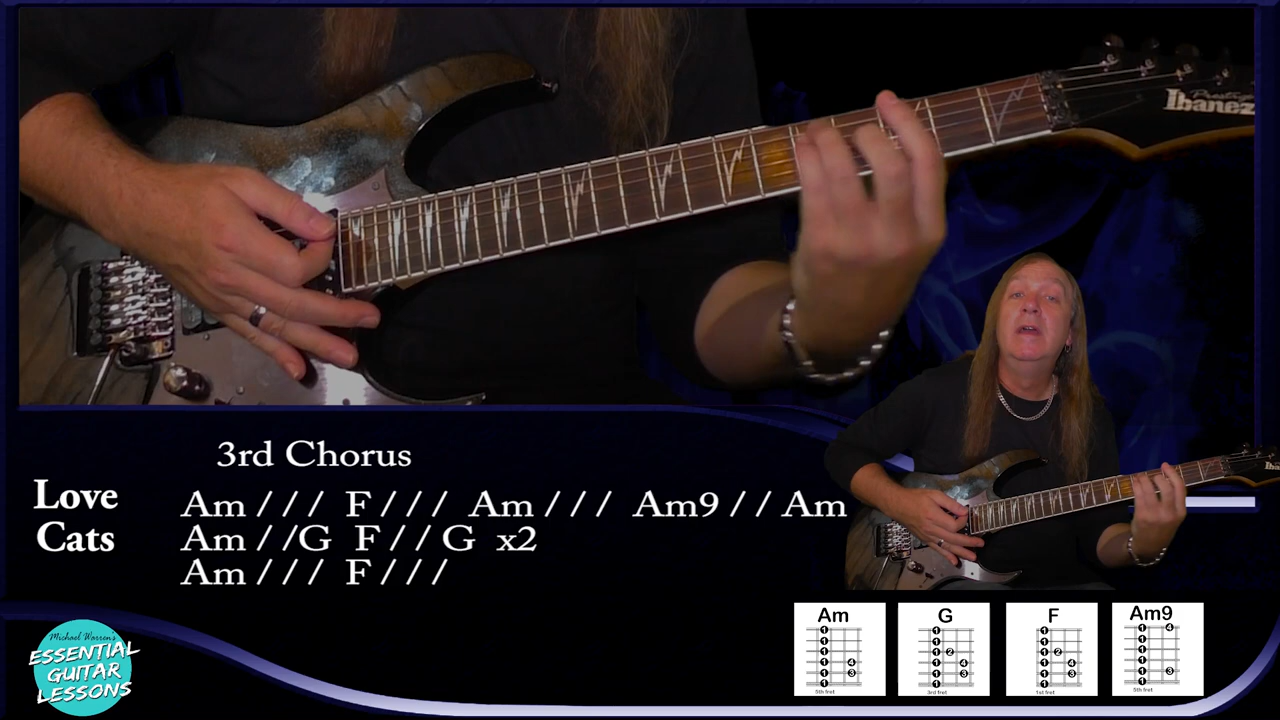 Prestige
Ibanez
3rd Chorus
Love
Cats
Am / / /  F / / /  Am / / /  Am9 / / Am
Am / /G  F / / G  x2
Am / / /  F / / /
Am
G
F
Am9
5th fret
3rd fret
1st fret
5th fret
Michael Warren's
ESSENTIAL
GUITAR
LESSONS